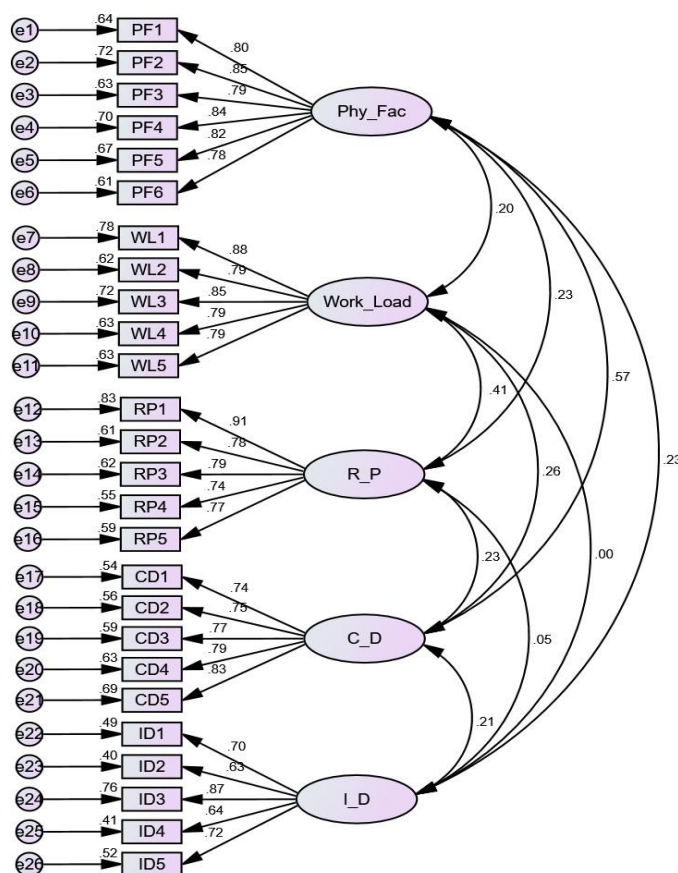 e1 .64 PF1 .80
e2 .72 PF2 .85
e3 .63 PF3 .79
e4 .70 PF4 .84
e5 .67 PF5 .82
e6 .61 PF6 .78
Phy_Fac
.20
e7 .78 WL1 .88
e8 .62 WL2 .79
e9 .72 WL3 .85
e10 .63 WL4 .79
e11 .63 WL5 .79
Work_Load
.23
.57
.41
.23
e12 .83 RP1 .91
e13 .61 RP2 .78
e14 .62 RP3 .79
e15 .55 RP4 .74
e16 .59 RP5 .77
R_P
.26
.00
.23
e17 .54 CD1 .74
e18 .56 CD2 .75
e19 .59 CD3 .77
e20 .63 CD4 .79
e21 .69 CD5 .83
C_D
.05
.21
e22 .49 ID1 .70
e23 .40 ID2 .63
e24 .76 ID3 .87
e25 .41 ID4 .64
e26 .52 ID5 .72
I_D